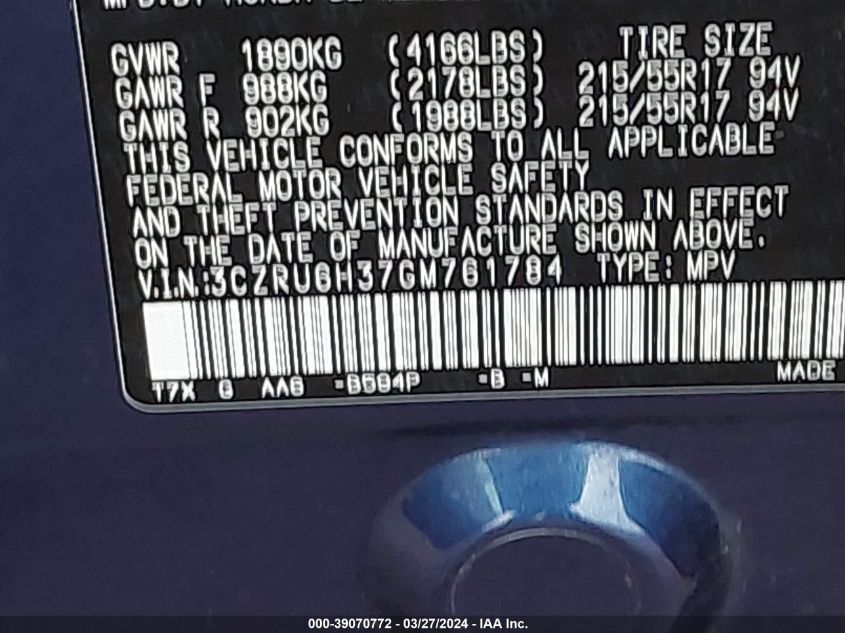 GVWR 1890KG (4166LBS) TIRE SIZE
GAWR F 988KG (2178LBS) 215/55R17 94V
GAWR R 902KG (1988LBS) 215/55R17 94V
THIS VEHICLE CONFORMS TO ALL APPLICABLE
FEDERAL MOTOR VEHICLE SAFETY
AND THEFT PREVENTION STANDARDS IN EFFECT
ON THE DATE OF MANUFACTURE SHOWN ABOVE.
V.I.N.:3CZRU6H37GM761784 TYPE: MPV
T7X G AA6 -B594P -B -M MADE
000-39070772 - 03/27/2024 - IAA Inc.